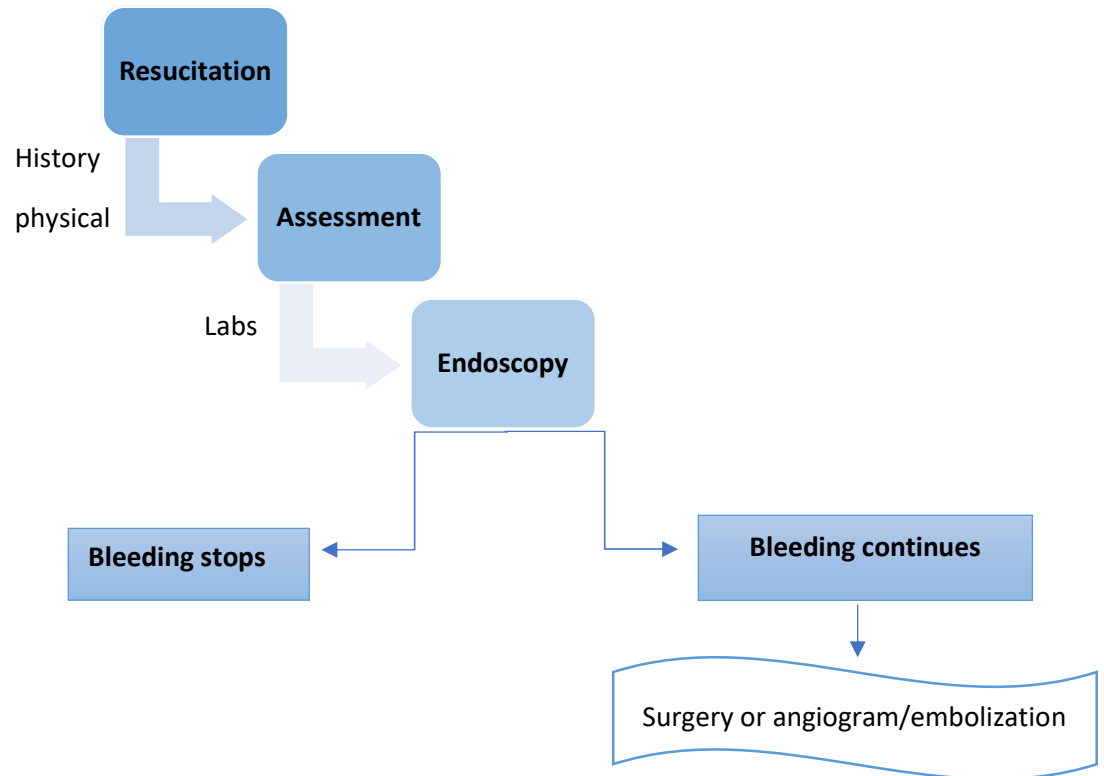 Resucitation
History
physical
Assessment
Labs
Endoscopy
Bleeding stops
Bleeding continues
Surgery or angiogram/embolization